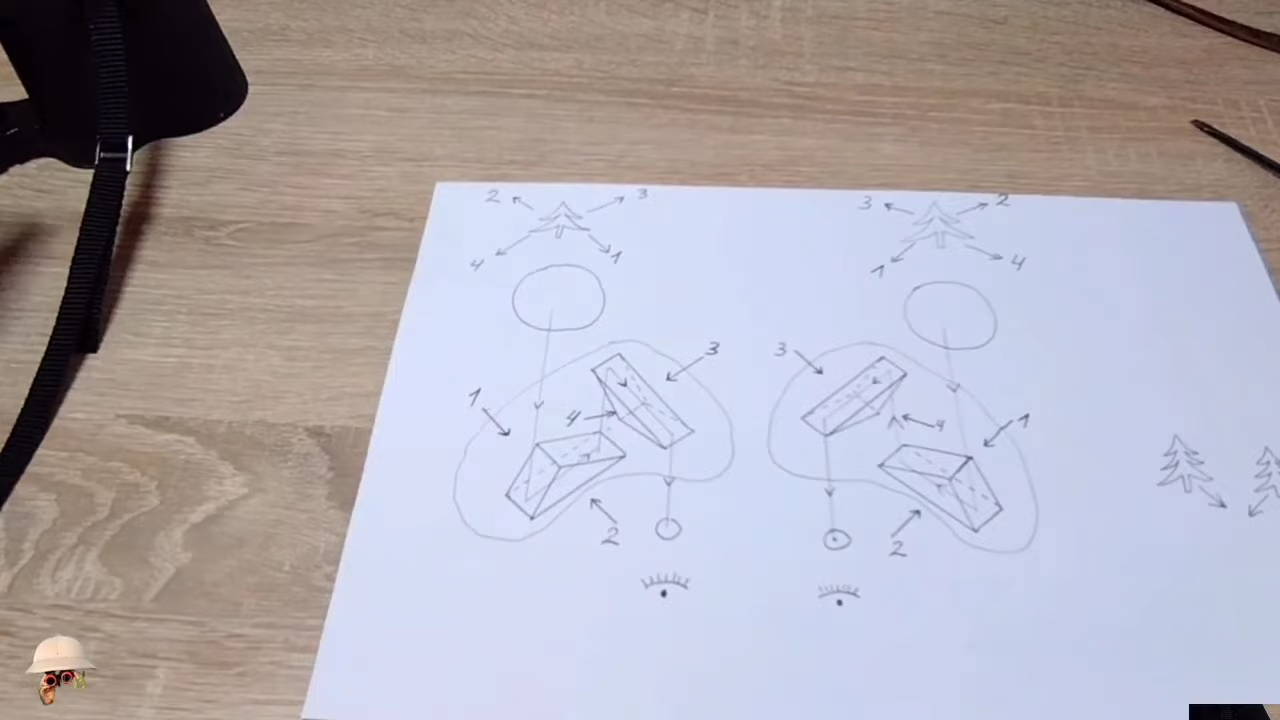 2 3 3 2
4 1 1 4
3 3
1 4 4 1
2 2